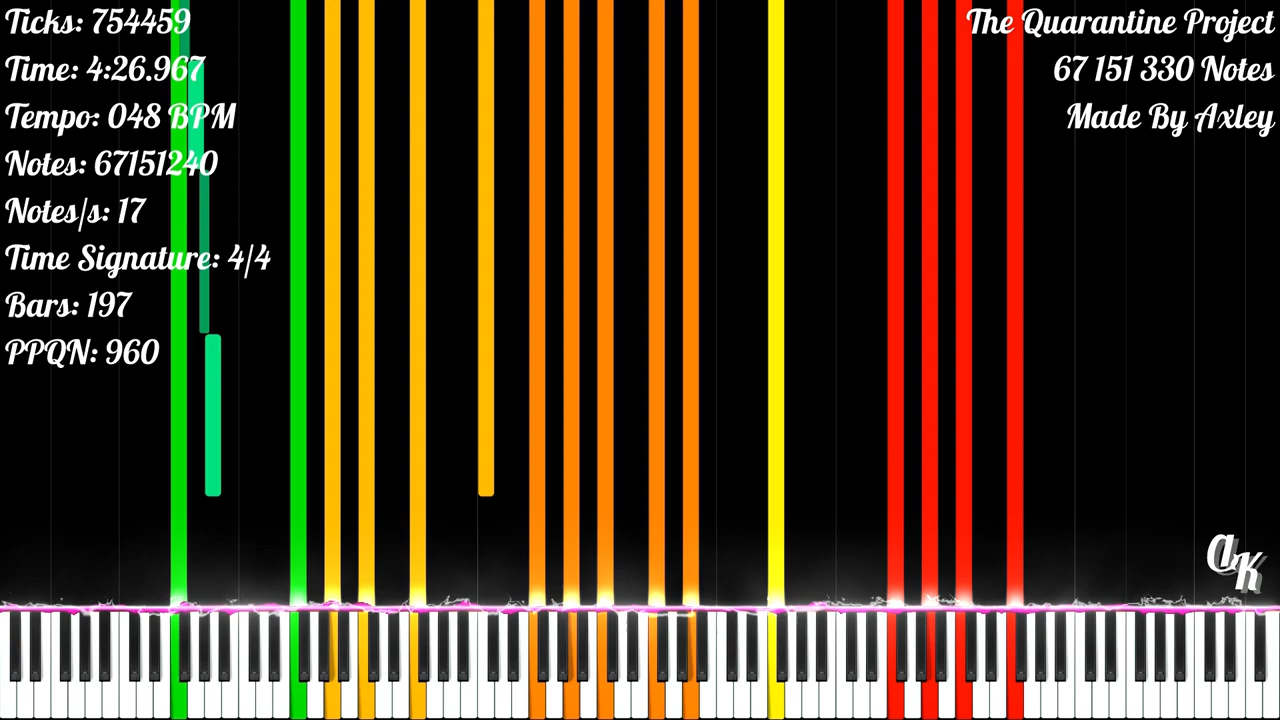 Ticks: 754459
Time: 4:26.967
Tempo: 048 BPM
Notes: 67151240
Notes/s: 17
Time Signature: 4/4
Bars: 197
PPQN: 960
The Quarantine Project
67 151 330 Notes
Made By Axley
aK